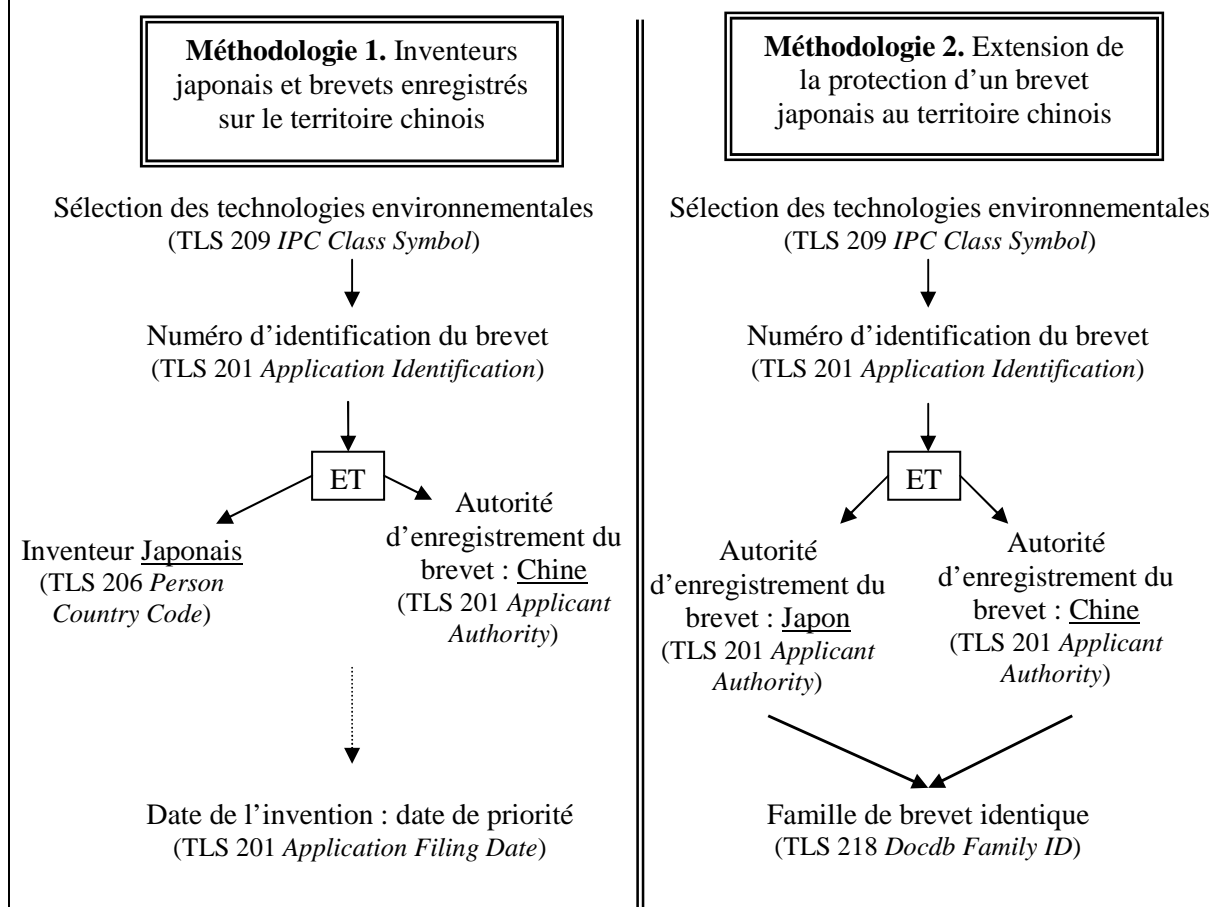 Méthodologie 1. Inventeurs
japonais et brevets enregistrés
sur le territoire chinois
Sélection des technologies environnementales
(TLS 209 IPC Class Symbol)
Numéro d’identification du brevet
(TLS 201 Application Identification)
ET
Inventeur Japonais
(TLS 206 Person
Country Code)
Autorité
d’enregistrement du
brevet : Chine
(TLS 201 Applicant
Authority)
Date de l’invention : date de priorité
(TLS 201 Application Filing Date)
Méthodologie 2. Extension de
la protection d’un brevet
japonais au territoire chinois
Sélection des technologies environnementales
(TLS 209 IPC Class Symbol)
Numéro d’identification du brevet
(TLS 201 Application Identification)
ET
Autorité
d’enregistrement du
brevet : Japon
(TLS 201 Applicant
Authority)
Autorité
d’enregistrement du
brevet : Chine
(TLS 201 Applicant
Authority)
Famille de brevet identique
(TLS 218 Docdb Family ID)